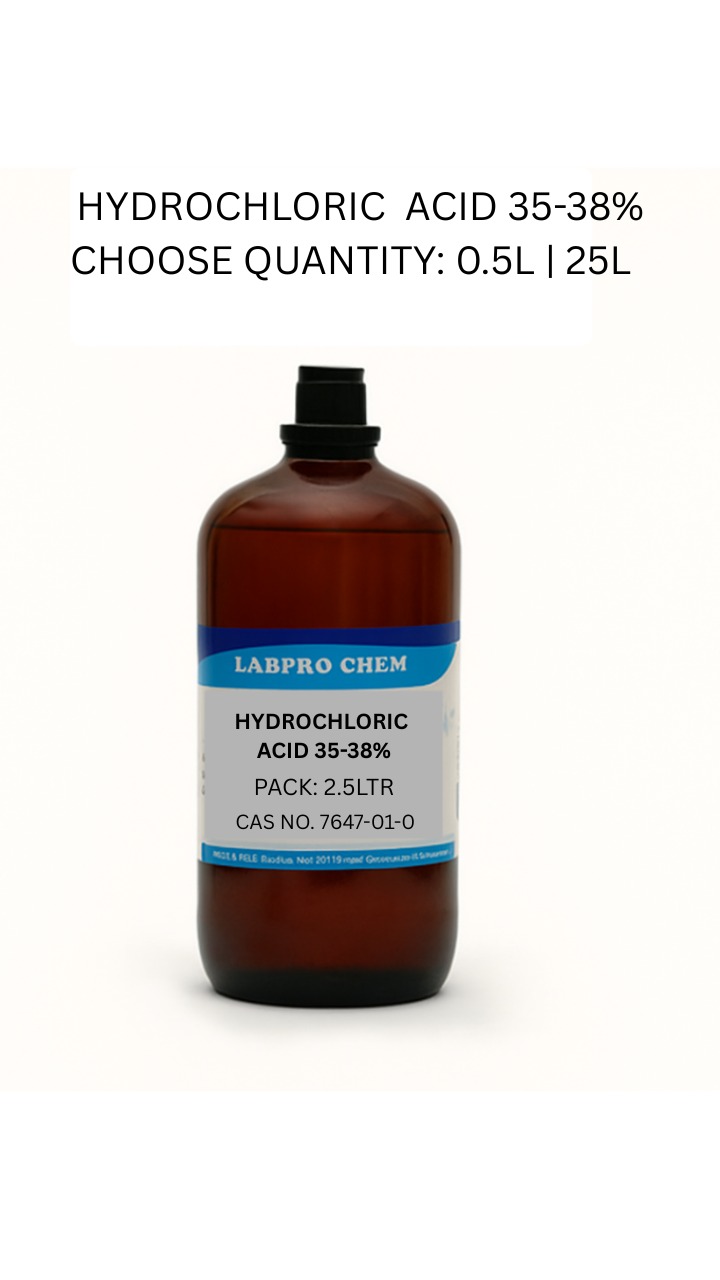 HYDROCHLORIC ACID 35-38%
CHOOSE QUANTITY: 0.5L | 25L
LABPRO CHEM
HYDROCHLORIC
ACID 35-38%
PACK: 2.5LTR
CAS NO. 7647-01-0